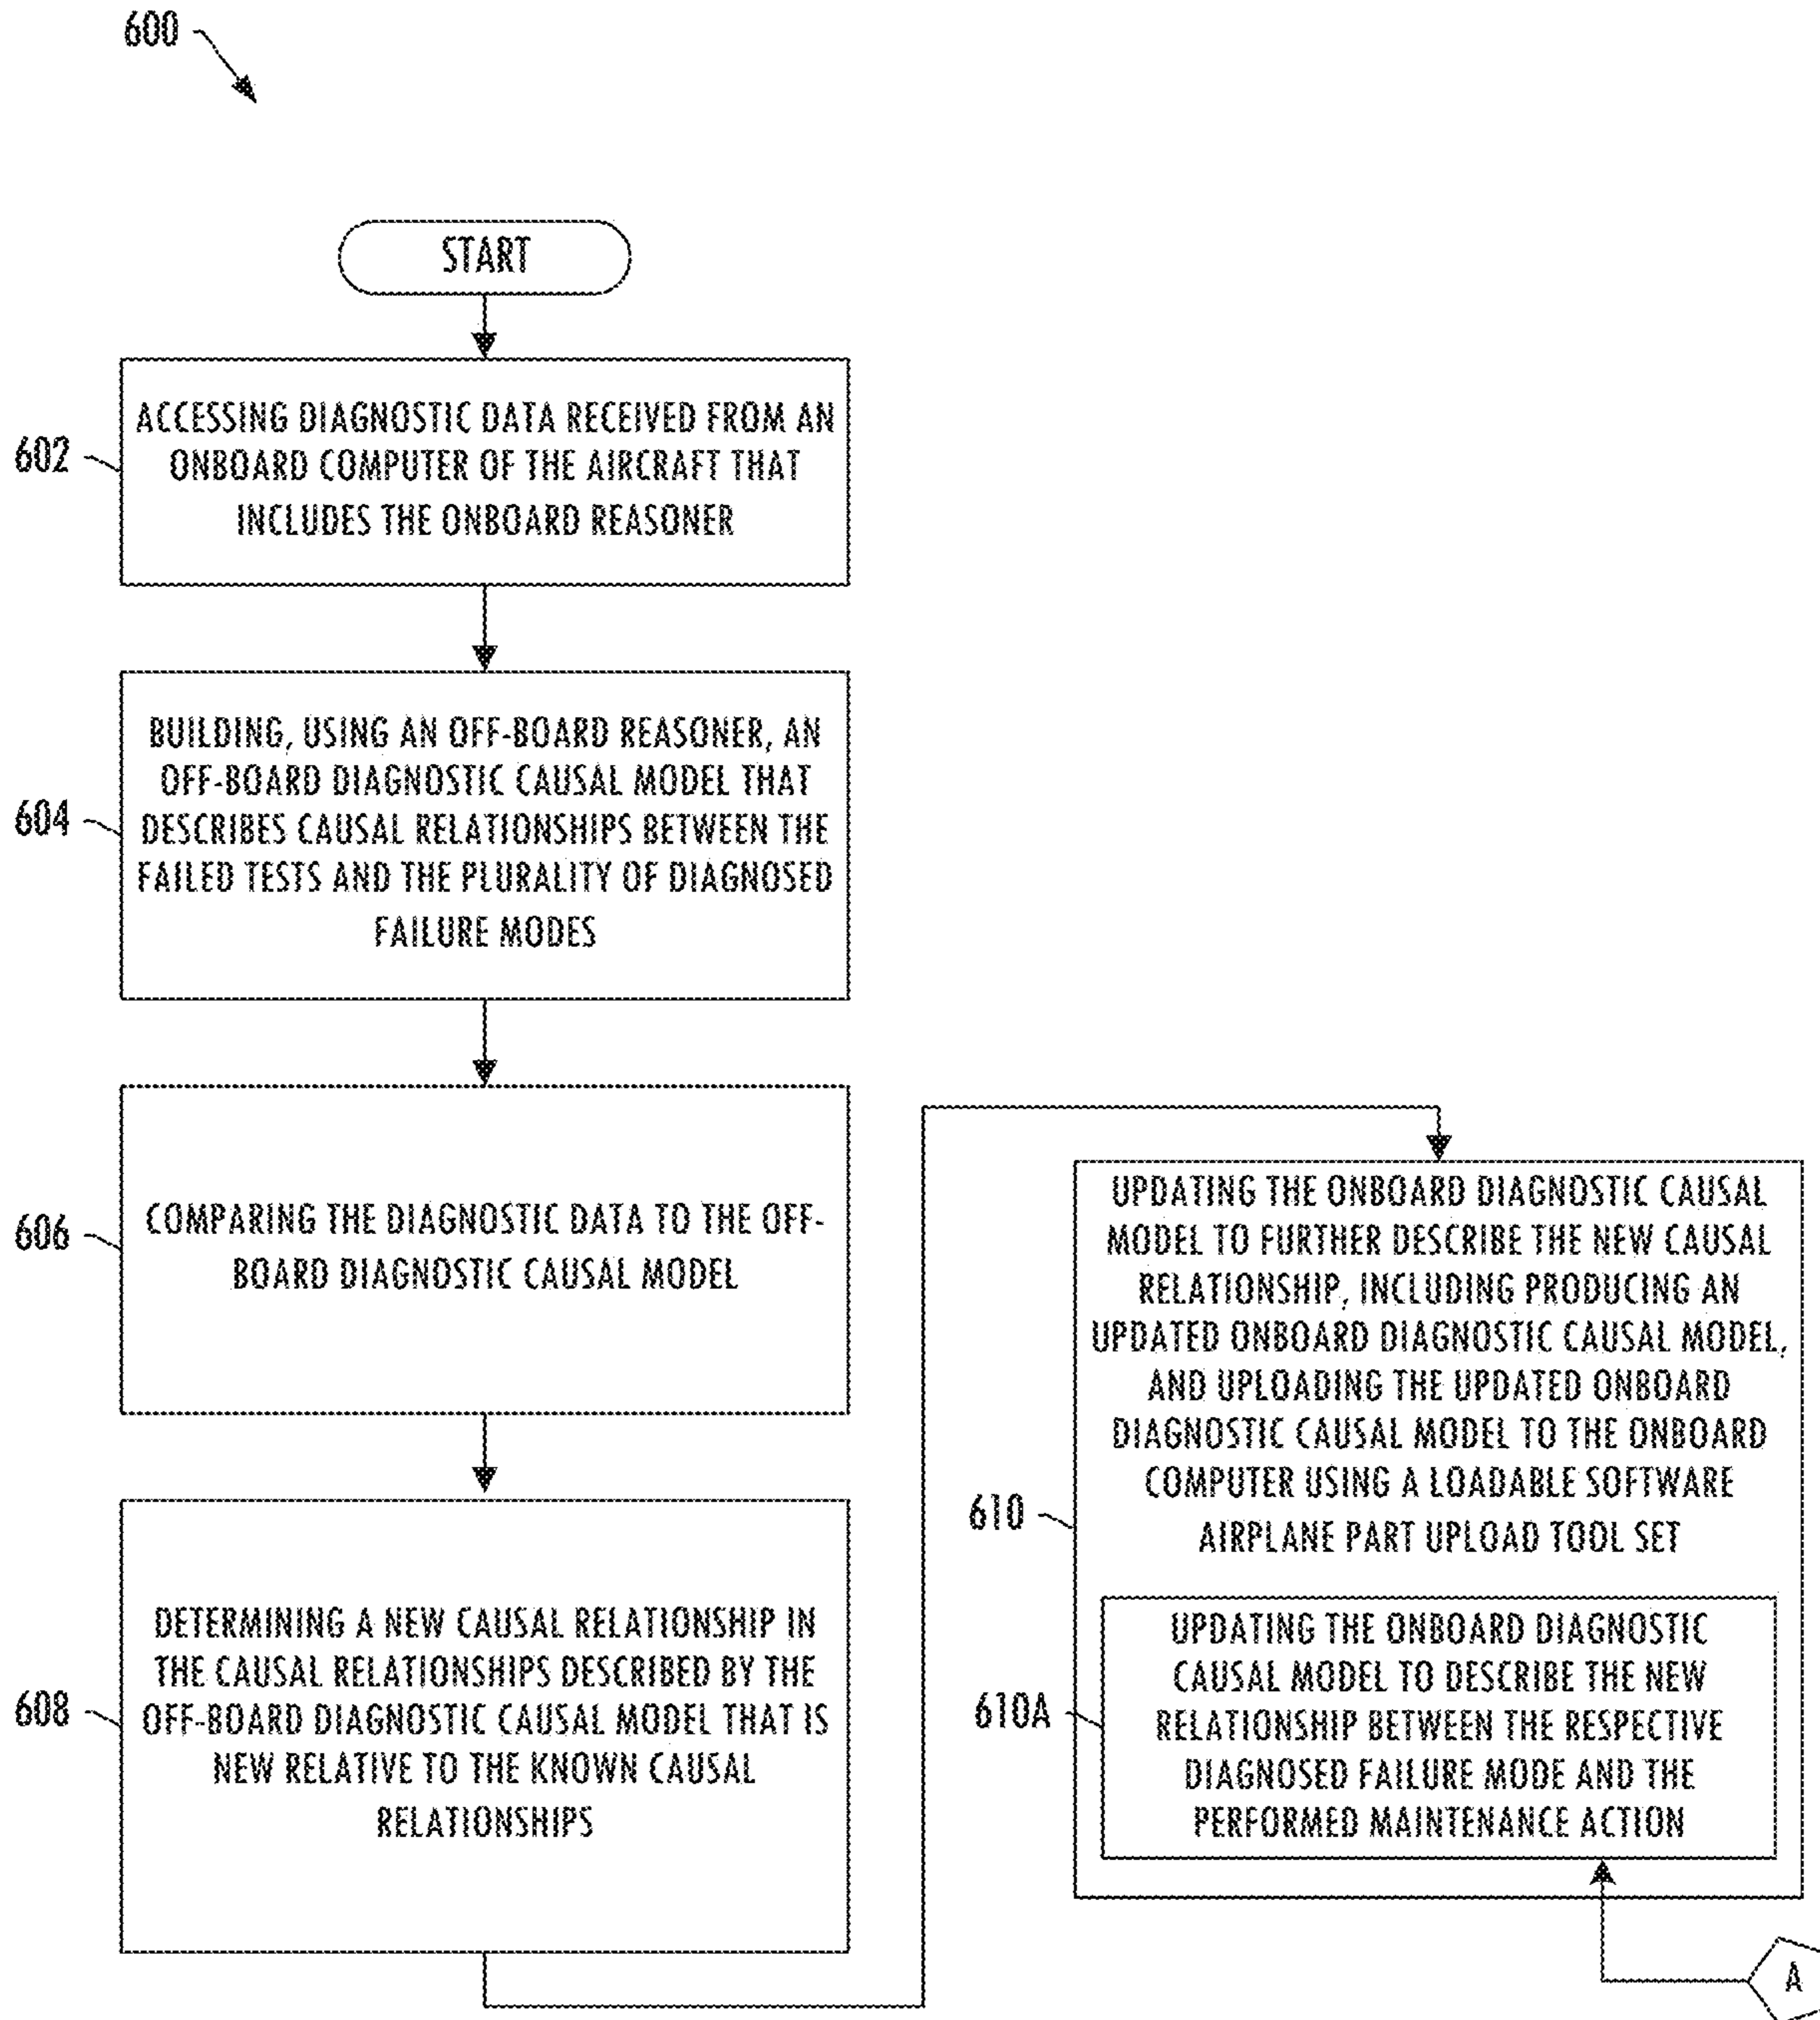 600
START
602
ACCESSING DIAGNOSTIC DATA RECEIVED FROM AN
ONBOARD COMPUTER OF THE AIRCRAFT THAT
INCLUDES THE ONBOARD REASONER
604
BUILDING, USING AN OFF-BOARD REASONER, AN
OFF-BOARD DIAGNOSTIC CAUSAL MODEL THAT
DESCRIBES CAUSAL RELATIONSHIPS BETWEEN THE
FAILED TESTS AND THE PLURALITY OF DIAGNOSED
FAILURE MODES
606
COMPARING THE DIAGNOSTIC DATA TO THE OFF-
BOARD DIAGNOSTIC CAUSAL MODEL
608
DETERMINING A NEW CAUSAL RELATIONSHIP IN
THE CAUSAL RELATIONSHIPS DESCRIBED BY THE
OFF-BOARD DIAGNOSTIC CAUSAL MODEL THAT IS
NEW RELATIVE TO THE KNOWN CAUSAL
RELATIONSHIPS
610
UPDATING THE ONBOARD DIAGNOSTIC CAUSAL
MODEL TO FURTHER DESCRIBE THE NEW CAUSAL
RELATIONSHIP, INCLUDING PRODUCING AN
UPDATED ONBOARD DIAGNOSTIC CAUSAL MODEL,
AND UPLOADING THE UPDATED ONBOARD
DIAGNOSTIC CAUSAL MODEL TO THE ONBOARD
COMPUTER USING A LOADABLE SOFTWARE
AIRPLANE PART UPLOAD TOOL SET
610A
UPDATING THE ONBOARD DIAGNOSTIC
CAUSAL MODEL TO DESCRIBE THE NEW
RELATIONSHIP BETWEEN THE RESPECTIVE
DIAGNOSED FAILURE MODE AND THE
PERFORMED MAINTENANCE ACTION
A